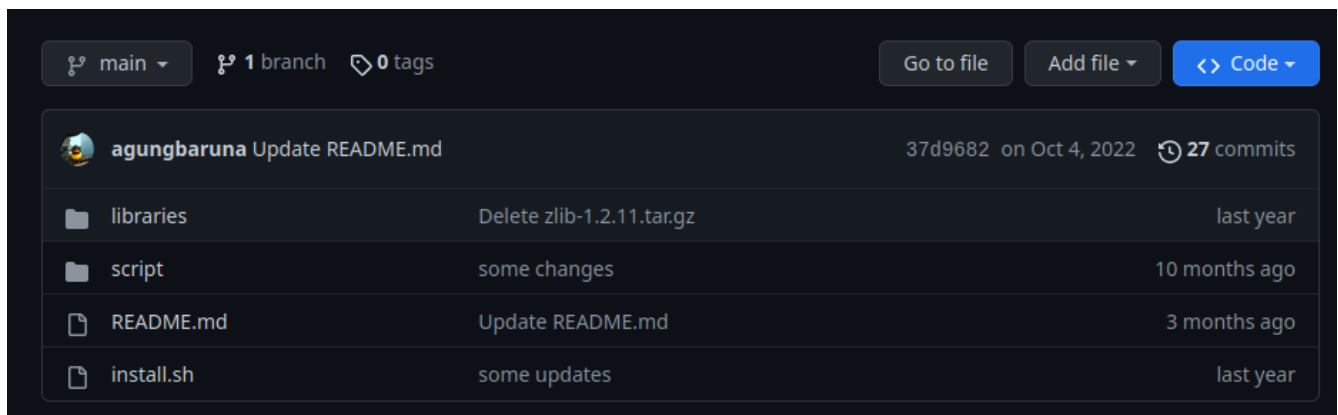 main 1 branch 0 tags Go to file Add file Code
agungbaruna Update README.md 37d9682 on Oct 4, 2022 27 commits
libraries Delete zlib-1.2.11.tar.gz last year
script some changes 10 months ago
README.md Update README.md 3 months ago
install.sh some updates last year